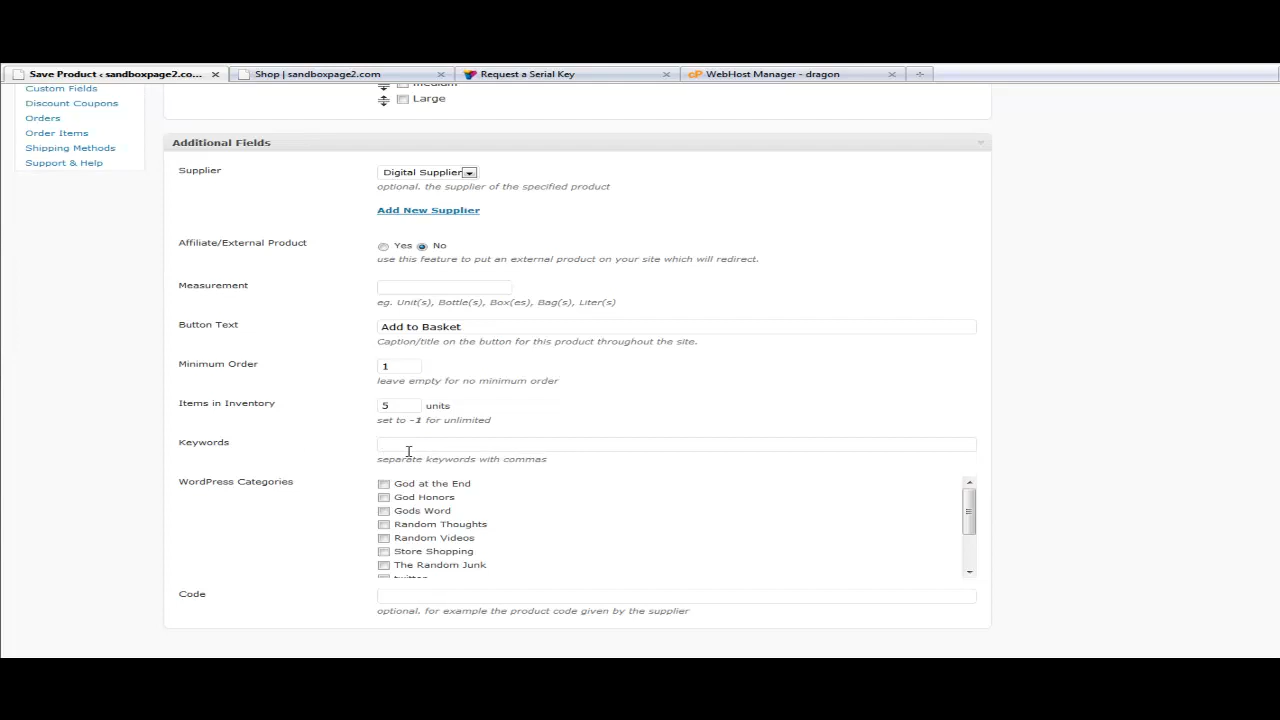 Save Product ‹ sandboxpage2.co...
Shop | sandboxpage2.com
Request a Serial Key
cP WebHost Manager - dragon
Custom Fields
Discount Coupons
Orders
Order Items
Shipping Methods
Support & Help
Medium
Large
Additional Fields
Supplier
Digital Supplier
optional. the supplier of the specified product
Add New Supplier
Affiliate/External Product
Yes No
use this feature to put an external product on your site which will redirect.
Measurement
eg. Unit(s), Bottle(s), Box(es), Bag(s), Liter(s)
Button Text
Add to Basket
Caption/title on the button for this product throughout the site.
Minimum Order
1
leave empty for no minimum order
Items in Inventory
5 units
set to -1 for unlimited
Keywords
separate keywords with commas
WordPress Categories
God at the End
God Honors
Gods Word
Random Thoughts
Random Videos
Store Shopping
The Random Junk
twitter
Code
optional. for example the product code given by the supplier